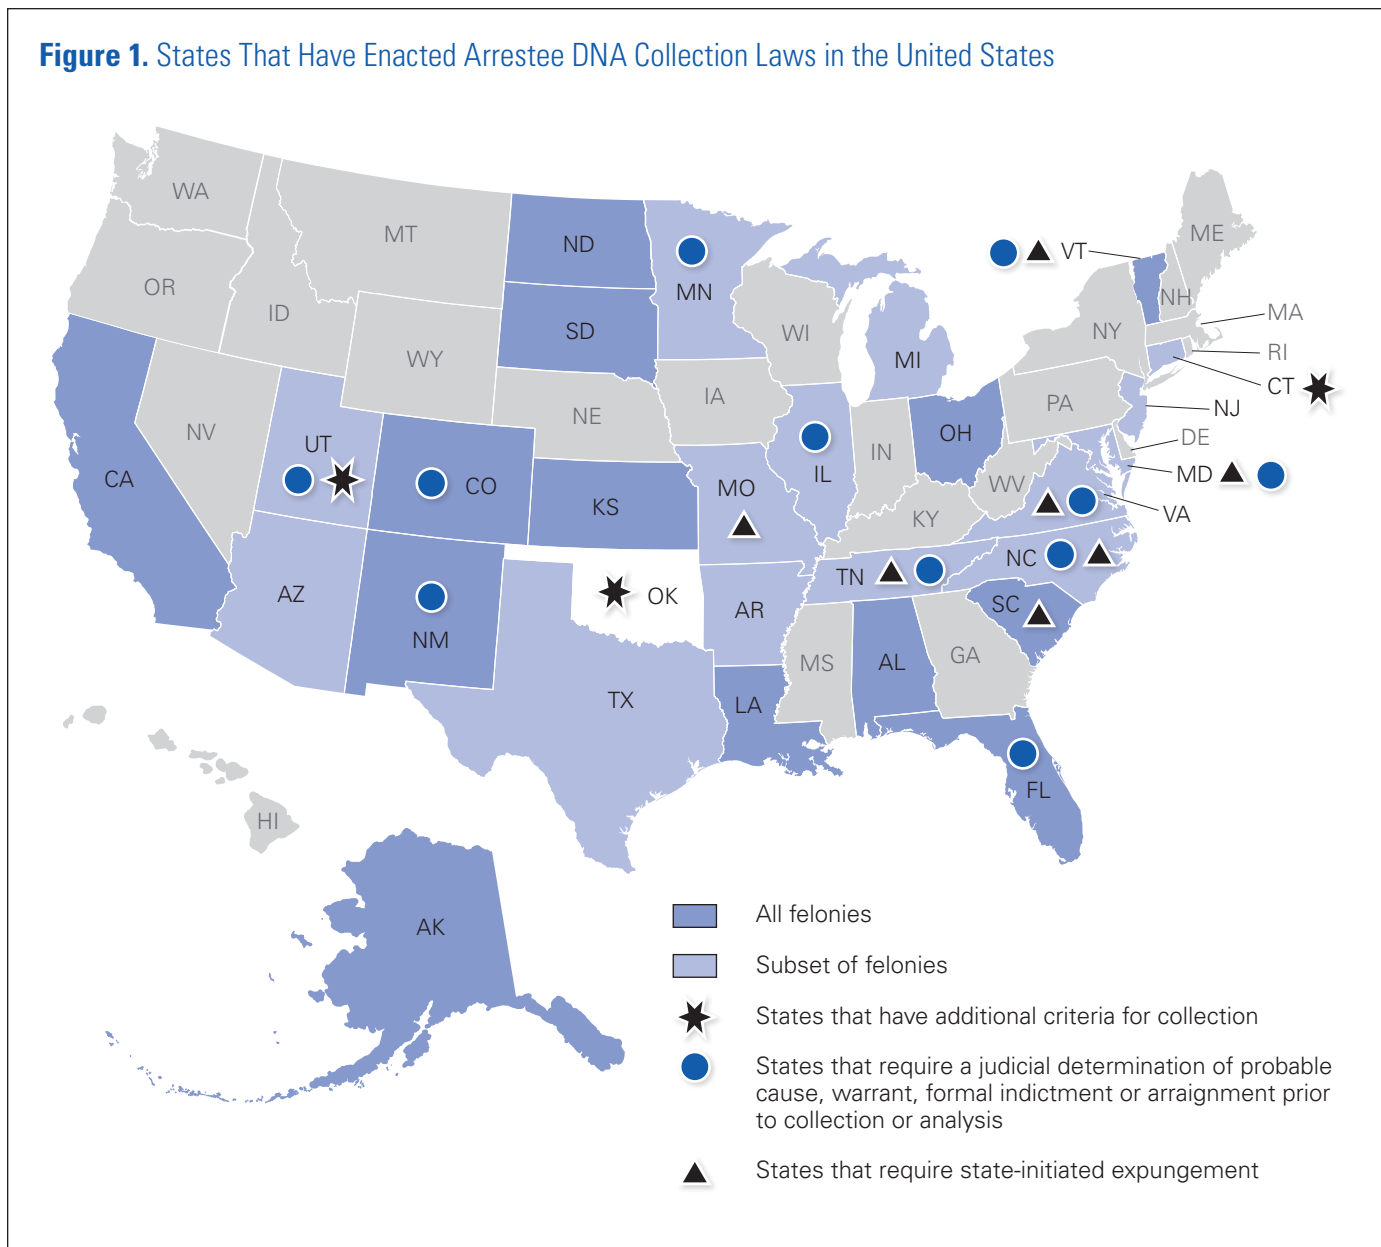 Figure 1. States That Have Enacted Arrestee DNA Collection Laws in the United States
WA
MT
ND
MN
VT
ME
OR
ID
SD
NH
WI
NY
MA
WY
MI
RI
CT
IA
NE
PA
NJ
NV
UT
OH
DE
CA
CO
KS
MO
IL
IN
WV
MD
VA
KY
AZ
NM
OK
AR
TN
NC
SC
MS
AL
GA
TX
LA
FL
HI
AK
All felonies
Subset of felonies
States that have additional criteria for collection
States that require a judicial determination of probable
cause, warrant, formal indictment or arraignment prior
to collection or analysis
States that require state-initiated expungement